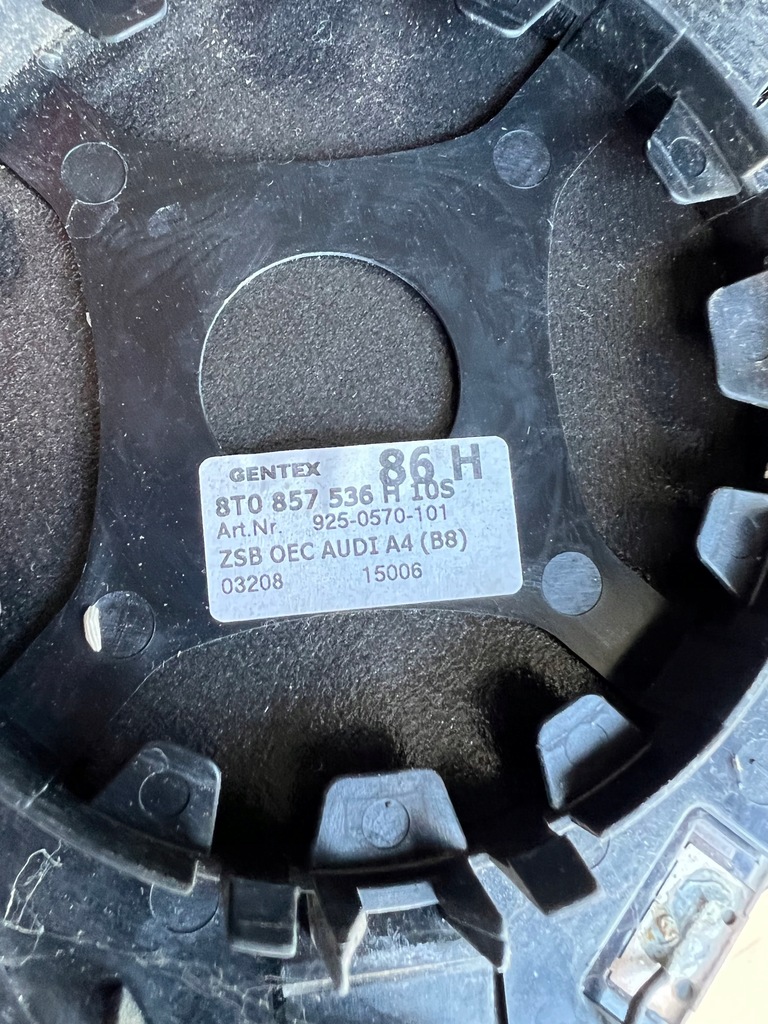 GENTEX 86 H
8T0 857 536 H 10S
Art.Nr. 925-0570-101
ZSB OEC AUDI A4 (B8)
03208 15006